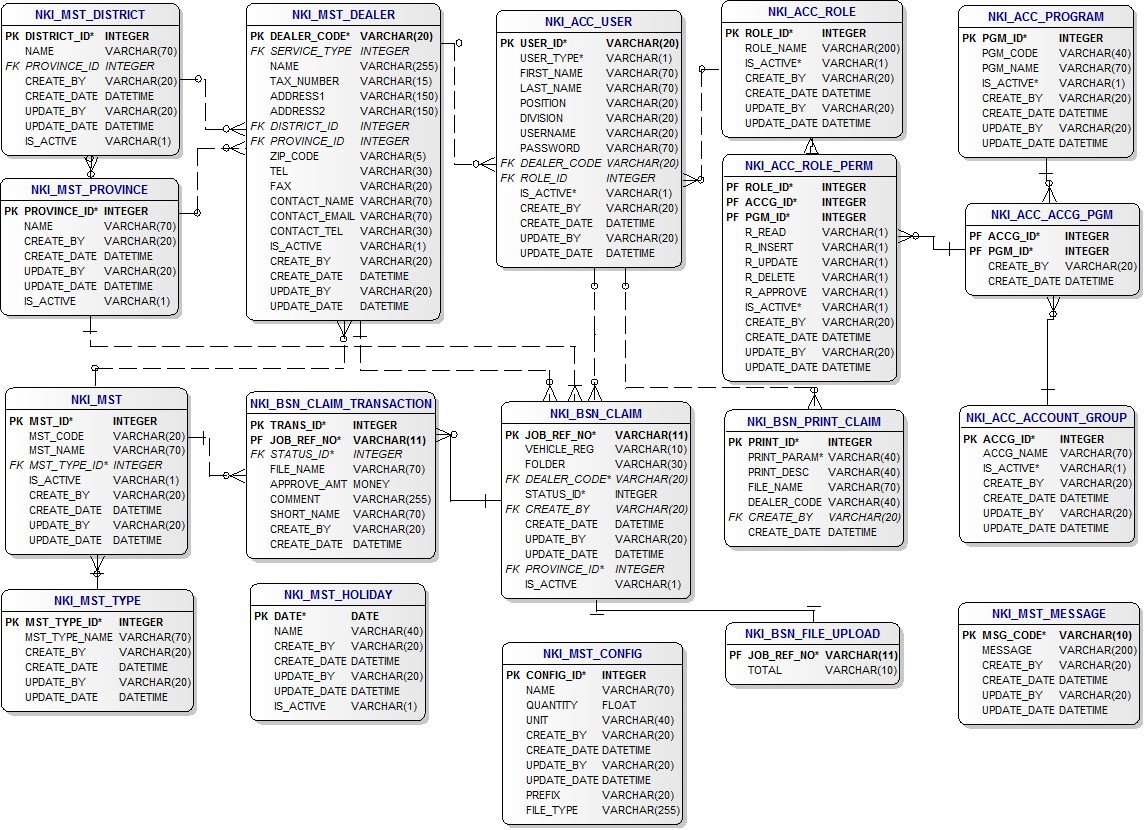 NKI_MST_DISTRICT
PK DISTRICT_ID* INTEGER
NAME VARCHAR(70)
FK PROVINCE_ID INTEGER
CREATE_BY VARCHAR(20)
CREATE_DATE DATETIME
UPDATE_BY VARCHAR(20)
UPDATE_DATE DATETIME
IS_ACTIVE VARCHAR(1)
NKI_MST_PROVINCE
PK PROVINCE_ID* INTEGER
NAME VARCHAR(70)
CREATE_BY VARCHAR(20)
CREATE_DATE DATETIME
UPDATE_BY VARCHAR(20)
UPDATE_DATE DATETIME
IS_ACTIVE VARCHAR(1)
NKI_MST_DEALER
PK DEALER_CODE* VARCHAR(20)
FK SERVICE_TYPE INTEGER
NAME VARCHAR(255)
TAX_NUMBER VARCHAR(15)
ADDRESS1 VARCHAR(150)
ADDRESS2 VARCHAR(150)
FK DISTRICT_ID INTEGER
FK PROVINCE_ID INTEGER
ZIP_CODE VARCHAR(5)
TEL VARCHAR(30)
FAX VARCHAR(20)
CONTACT_NAME VARCHAR(70)
CONTACT_EMAIL VARCHAR(70)
CONTACT_TEL VARCHAR(30)
IS_ACTIVE VARCHAR(1)
CREATE_BY VARCHAR(20)
CREATE_DATE DATETIME
UPDATE_BY VARCHAR(20)
UPDATE_DATE DATETIME
NKI_ACC_USER
PK USER_ID* VARCHAR(20)
USER_TYPE* VARCHAR(1)
FIRST_NAME VARCHAR(70)
LAST_NAME VARCHAR(70)
POSITION VARCHAR(20)
DIVISION VARCHAR(20)
USERNAME VARCHAR(20)
PASSWORD VARCHAR(70)
FK DEALER_CODE VARCHAR(20)
FK ROLE_ID INTEGER
IS_ACTIVE* VARCHAR(1)
CREATE_BY VARCHAR(20)
CREATE_DATE DATETIME
UPDATE_BY VARCHAR(20)
UPDATE_DATE DATETIME
NKI_ACC_ROLE
PK ROLE_ID* INTEGER
ROLE_NAME VARCHAR(200)
IS_ACTIVE* VARCHAR(1)
CREATE_BY VARCHAR(20)
CREATE_DATE DATETIME
UPDATE_BY VARCHAR(20)
UPDATE_DATE DATETIME
NKI_ACC_ROLE_PERM
PF ROLE_ID* INTEGER
PF ACCG_ID* INTEGER
PF PGM_ID* INTEGER
R_READ VARCHAR(1)
R_INSERT VARCHAR(1)
R_UPDATE VARCHAR(1)
R_DELETE VARCHAR(1)
R_APPROVE VARCHAR(1)
IS_ACTIVE* VARCHAR(1)
CREATE_BY VARCHAR(20)
CREATE_DATE DATETIME
UPDATE_BY VARCHAR(20)
UPDATE_DATE DATETIME
NKI_ACC_PROGRAM
PK PGM_ID* INTEGER
PGM_CODE VARCHAR(40)
PGM_NAME VARCHAR(70)
IS_ACTIVE* VARCHAR(1)
CREATE_BY VARCHAR(20)
CREATE_DATE DATETIME
UPDATE_BY VARCHAR(20)
UPDATE_DATE DATETIME
NKI_ACC_ACCG_PGM
PF ACCG_ID* INTEGER
PF PGM_ID* INTEGER
CREATE_BY VARCHAR(20)
CREATE_DATE DATETIME
NKI_MST
PK MST_ID* INTEGER
MST_CODE VARCHAR(20)
MST_NAME VARCHAR(70)
FK MST_TYPE_ID* INTEGER
IS_ACTIVE VARCHAR(1)
CREATE_BY VARCHAR(20)
CREATE_DATE DATETIME
UPDATE_BY VARCHAR(20)
UPDATE_DATE DATETIME
NKI_BSN_CLAIM_TRANSACTION
PK TRANS_ID* INTEGER
PF JOB_REF_NO* VARCHAR(11)
FK STATUS_ID* INTEGER
FILE_NAME VARCHAR(70)
APPROVE_AMT MONEY
COMMENT VARCHAR(255)
SHORT_NAME VARCHAR(70)
CREATE_BY VARCHAR(20)
CREATE_DATE DATETIME
NKI_BSN_CLAIM
PK JOB_REF_NO* VARCHAR(11)
VEHICLE_REG VARCHAR(10)
FOLDER VARCHAR(30)
FK DEALER_CODE* VARCHAR(20)
STATUS_ID* INTEGER
FK CREATE_BY VARCHAR(20)
CREATE_DATE DATETIME
UPDATE_BY VARCHAR(20)
UPDATE_DATE DATETIME
FK PROVINCE_ID* INTEGER
IS_ACTIVE VARCHAR(1)
NKI_BSN_PRINT_CLAIM
PK PRINT_ID* INTEGER
PRINT_PARAM* VARCHAR(40)
PRINT_DESC VARCHAR(40)
FILE_NAME VARCHAR(70)
DEALER_CODE VARCHAR(40)
FK CREATE_BY VARCHAR(20)
CREATE_DATE DATETIME
NKI_ACC_ACCOUNT_GROUP
PK ACCG_ID* INTEGER
ACCG_NAME VARCHAR(70)
IS_ACTIVE* VARCHAR(1)
CREATE_BY VARCHAR(20)
CREATE_DATE DATETIME
UPDATE_BY VARCHAR(20)
UPDATE_DATE DATETIME
NKI_MST_TYPE
PK MST_TYPE_ID* INTEGER
MST_TYPE_NAME VARCHAR(70)
CREATE_BY VARCHAR(20)
CREATE_DATE DATETIME
UPDATE_BY VARCHAR(20)
UPDATE_DATE DATETIME
NKI_MST_HOLIDAY
PK DATE* DATE
NAME VARCHAR(40)
CREATE_BY VARCHAR(20)
CREATE_DATE DATETIME
UPDATE_BY VARCHAR(20)
UPDATE_DATE DATETIME
IS_ACTIVE VARCHAR(1)
NKI_MST_CONFIG
PK CONFIG_ID* INTEGER
NAME VARCHAR(70)
QUANTITY FLOAT
UNIT VARCHAR(40)
CREATE_BY VARCHAR(20)
CREATE_DATE DATETIME
UPDATE_BY VARCHAR(20)
UPDATE_DATE DATETIME
PREFIX VARCHAR(20)
FILE_TYPE VARCHAR(255)
NKI_BSN_FILE_UPLOAD
PF JOB_REF_NO* VARCHAR(11)
TOTAL VARCHAR(10)
NKI_MST_MESSAGE
PK MSG_CODE* VARCHAR(10)
MESSAGE VARCHAR(200)
CREATE_BY VARCHAR(20)
CREATE_DATE DATETIME
UPDATE_BY VARCHAR(20)
UPDATE_DATE DATETIME